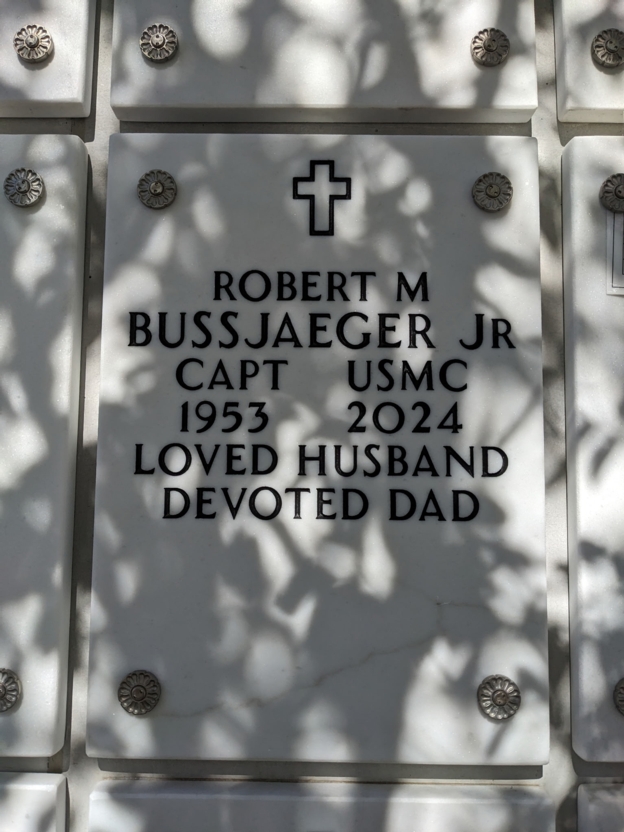 ROBERT M
BUSSJAEGER JR
CAPT USMC
1953 2024
LOVED HUSBAND
DEVOTED DAD